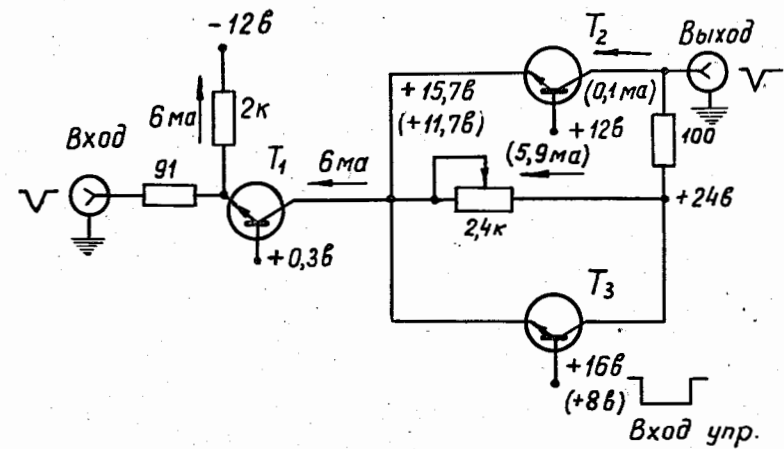 -12в
6ма
2к
Вход
91
T₁
+0,3в
6ма
+15,7в
(+11,7в)
T₂
(0,1ма)
+12в
Выход
100
(5,9ма)
2,4к
+24в
T₃
+16в
(+8в)
Вход упр.